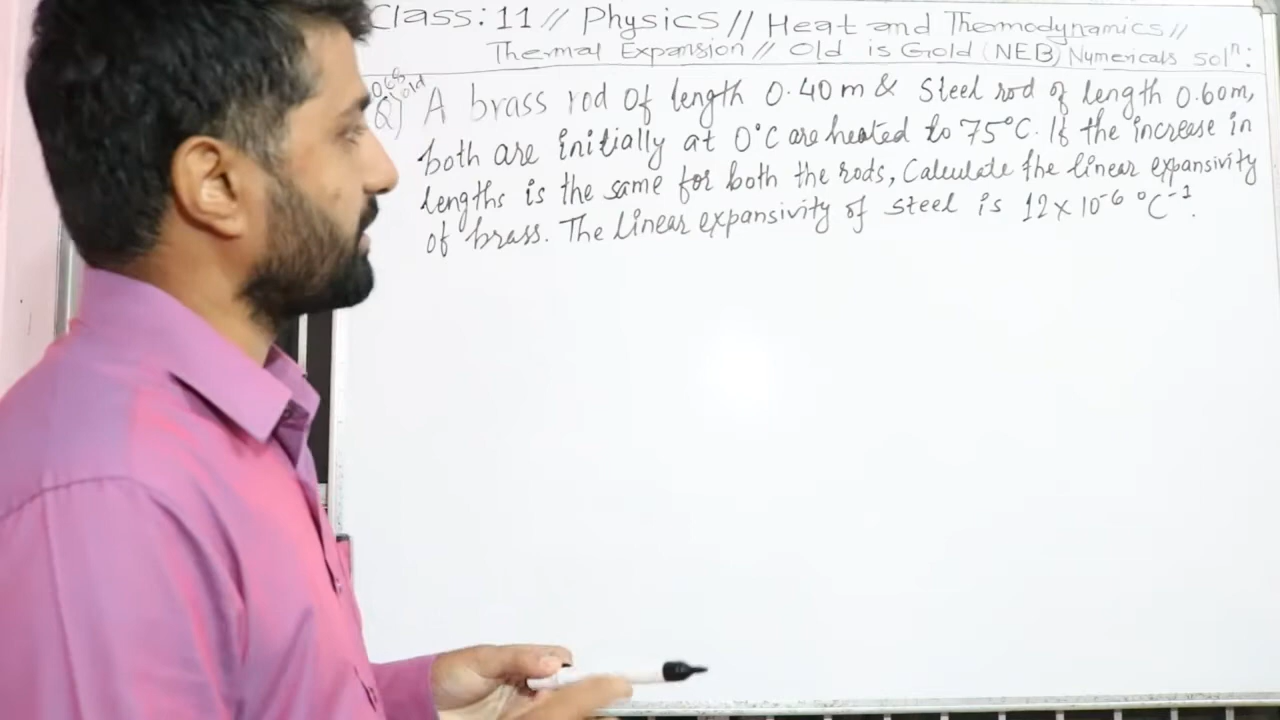 Class: 11 // Physics // Heat and Thermodynamics //
Thermal Expansion // Old is Gold (NEB) Numericals Solⁿ:
068 old
Q) A brass rod of length 0.40 m & Steel rod of length 0.60m,
both are initially at 0°C are heated to 75°C. If the increase in
lengths is the same for both the rods, Calculate the linear expansivity
of brass. The linear expansivity of steel is 12 x 10⁻⁶ °C⁻¹.